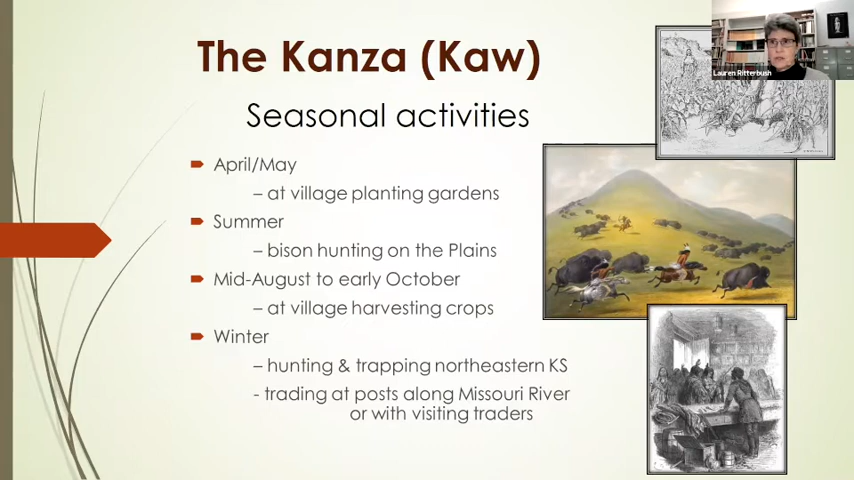 The Kanza (Kaw)
Lauren Ritterbush
Seasonal activities
April/May
– at village planting gardens
Summer
– bison hunting on the Plains
Mid-August to early October
– at village harvesting crops
Winter
– hunting & trapping northeastern KS
- trading at posts along Missouri River
or with visiting traders